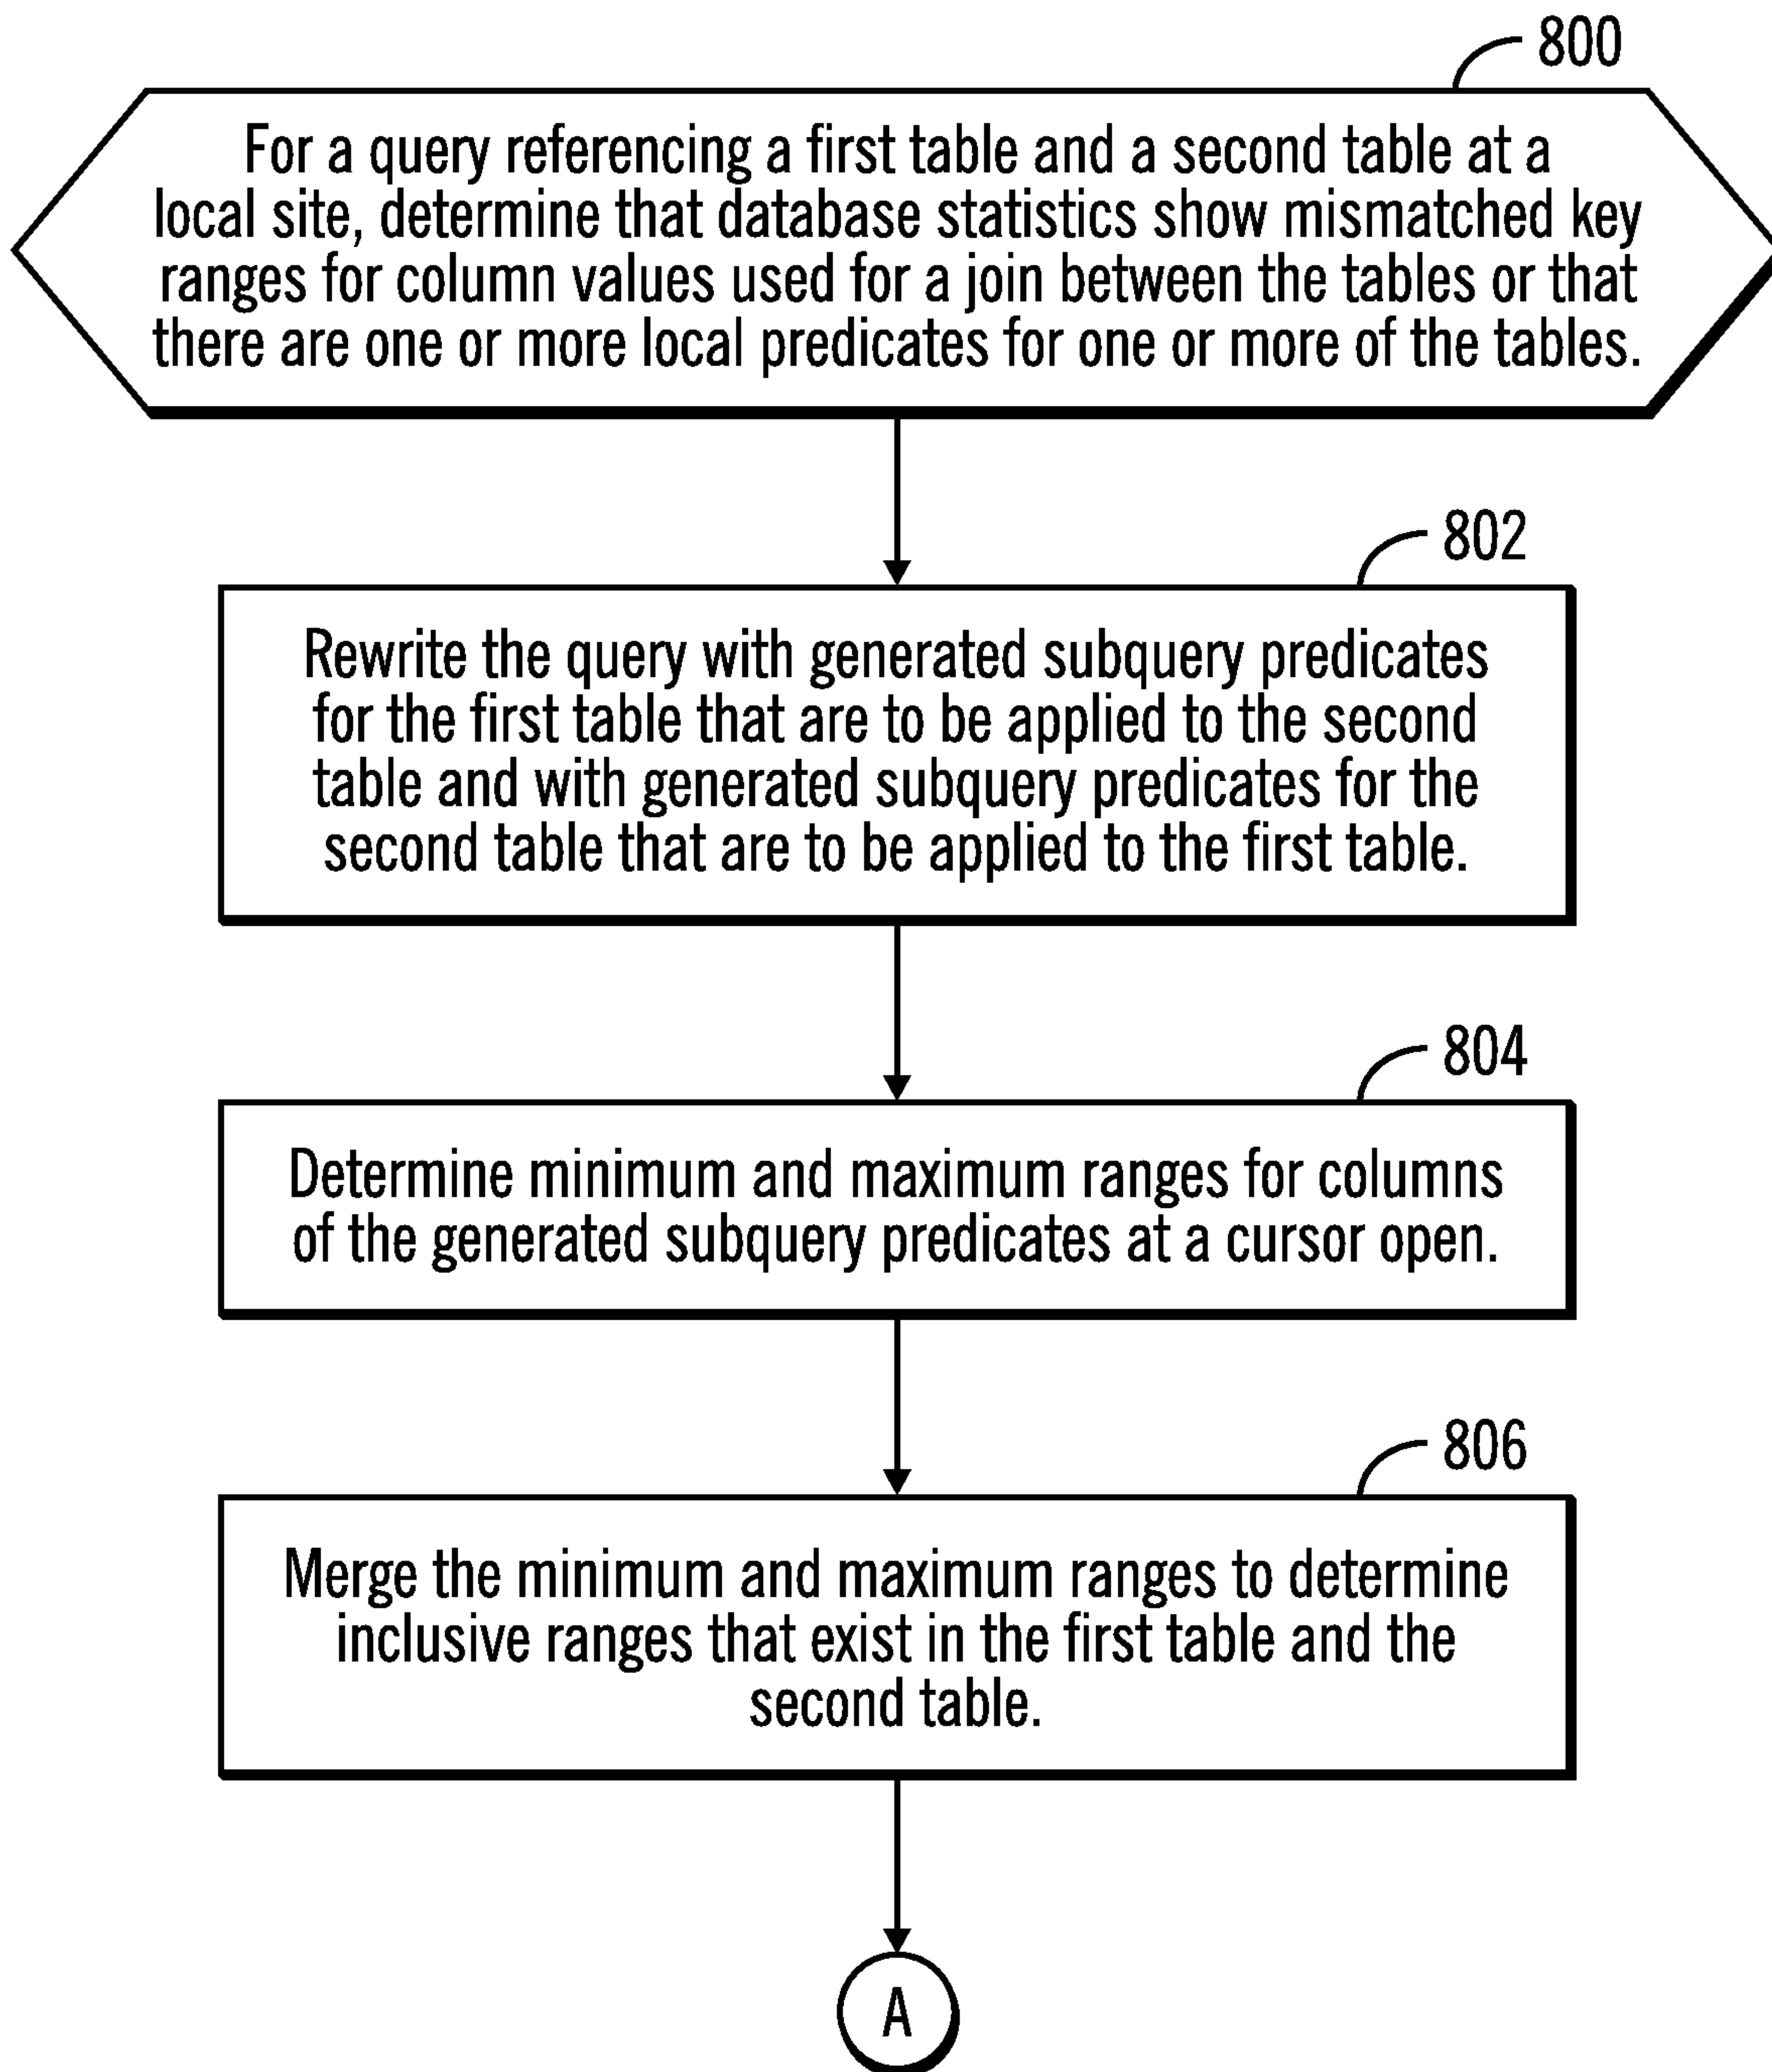 800
For a query referencing a first table and a second table at a
local site, determine that database statistics show mismatched key
ranges for column values used for a join between the tables or that
there are one or more local predicates for one or more of the tables.
802
Rewrite the query with generated subquery predicates
for the first table that are to be applied to the second
table and with generated subquery predicates for the
second table that are to be applied to the first table.
804
Determine minimum and maximum ranges for columns
of the generated subquery predicates at a cursor open.
806
Merge the minimum and maximum ranges to determine
inclusive ranges that exist in the first table and the
second table.
A